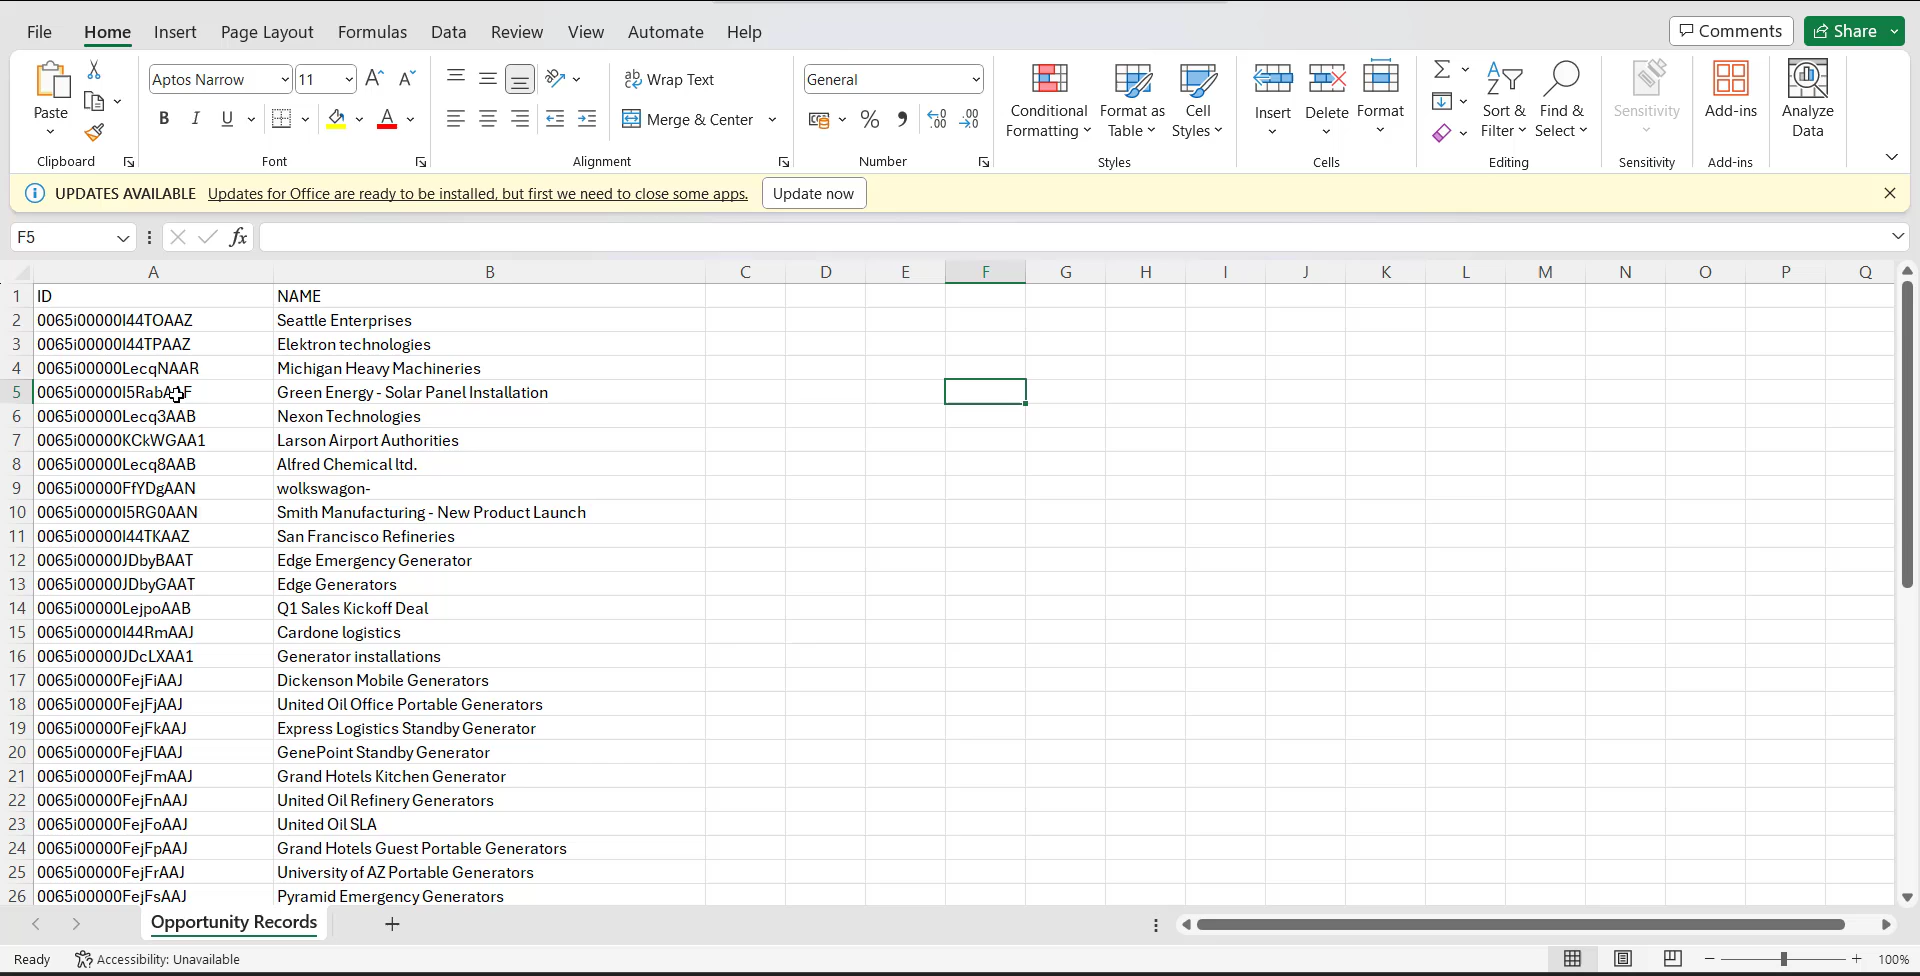 File Home Insert Page Layout Formulas Data Review View Automate Help Comments Share
Aptos Narrow 11 Wrap Text General
Paste Conditional Formatting Format as Table Cell Styles Insert Delete Format Sort & Filter Find & Select Sensitivity Add-ins Analyze Data
B I U Merge & Center
Clipboard Font Alignment Number Styles Cells Editing Sensitivity Add-ins
UPDATES AVAILABLE Updates for Office are ready to be installed, but first we need to close some apps. Update now
F5 fx
A B C D E F G H I J K L M N O P Q
1 ID NAME
2 0065i00000I44TOAAZ Seattle Enterprises
3 0065i00000I44TPAAZ Elektron technologies
4 0065i00000LecqNAAR Michigan Heavy Machineries
5 0065i00000I5RabAAF Green Energy - Solar Panel Installation
6 0065i00000Lecq3AAB Nexon Technologies
7 0065i00000KCkWGAA1 Larson Airport Authorities
8 0065i00000Lecq8AAB Alfred Chemical ltd.
9 0065i00000FfYDgAAN wolkswagon-
10 0065i00000I5RG0AAN Smith Manufacturing - New Product Launch
11 0065i00000I44TKAAZ San Francisco Refineries
12 0065i00000JDbyBAAT Edge Emergency Generator
13 0065i00000JDbyGAAT Edge Generators
14 0065i00000LejpoAAB Q1 Sales Kickoff Deal
15 0065i00000I44RmAAJ Cardone logistics
16 0065i00000JDcLXAA1 Generator installations
17 0065i00000FejFiAAJ Dickenson Mobile Generators
18 0065i00000FejFjAAJ United Oil Office Portable Generators
19 0065i00000FejFkAAJ Express Logistics Standby Generator
20 0065i00000FejFlAAJ GenePoint Standby Generator
21 0065i00000FejFmAAJ Grand Hotels Kitchen Generator
22 0065i00000FejFnAAJ United Oil Refinery Generators
23 0065i00000FejFoAAJ United Oil SLA
24 0065i00000FejFpAAJ Grand Hotels Guest Portable Generators
25 0065i00000FejFrAAJ University of AZ Portable Generators
26 0065i00000FejFsAAJ Pyramid Emergency Generators
Opportunity Records
Ready Accessibility: Unavailable 100%